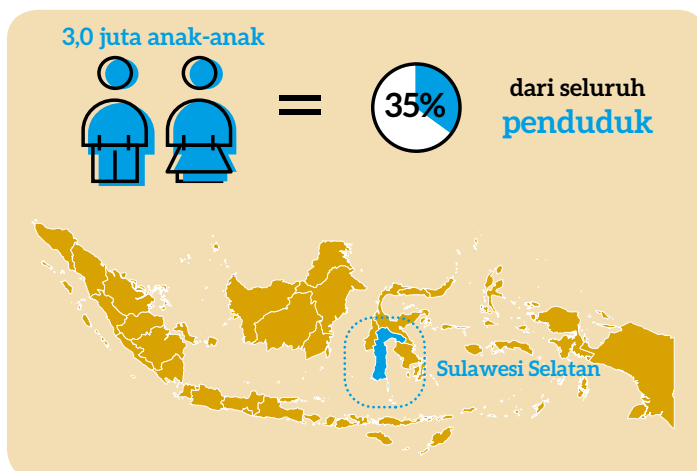 3,0 juta anak-anak
35%
dari seluruh
penduduk
Sulawesi Selatan